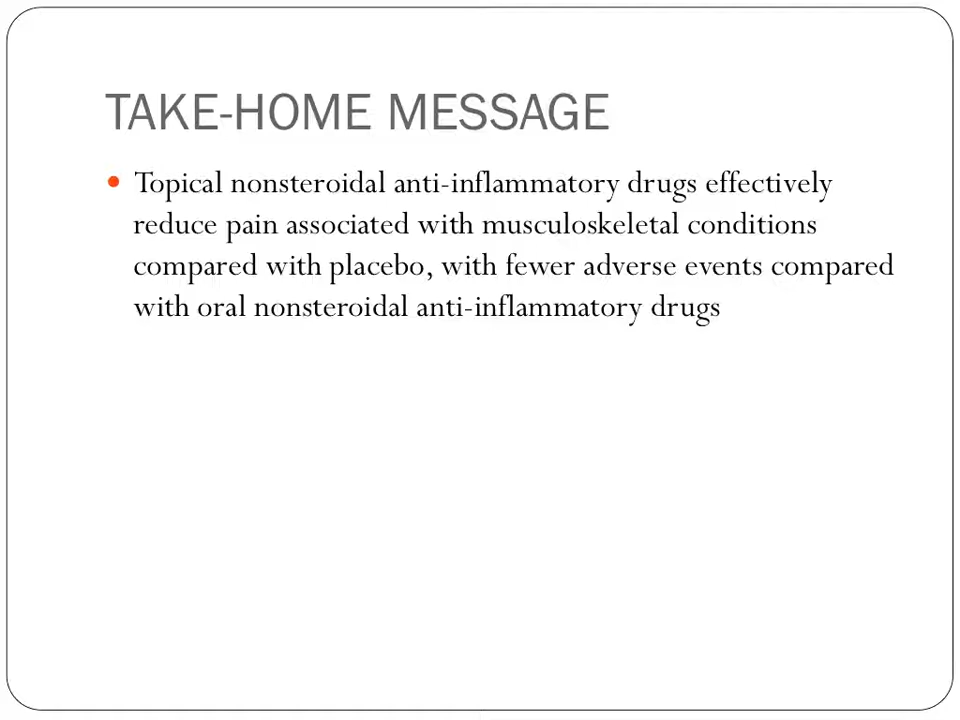 TAKE-HOME MESSAGE
• Topical nonsteroidal anti-inflammatory drugs effectively
reduce pain associated with musculoskeletal conditions
compared with placebo, with fewer adverse events compared
with oral nonsteroidal anti-inflammatory drugs